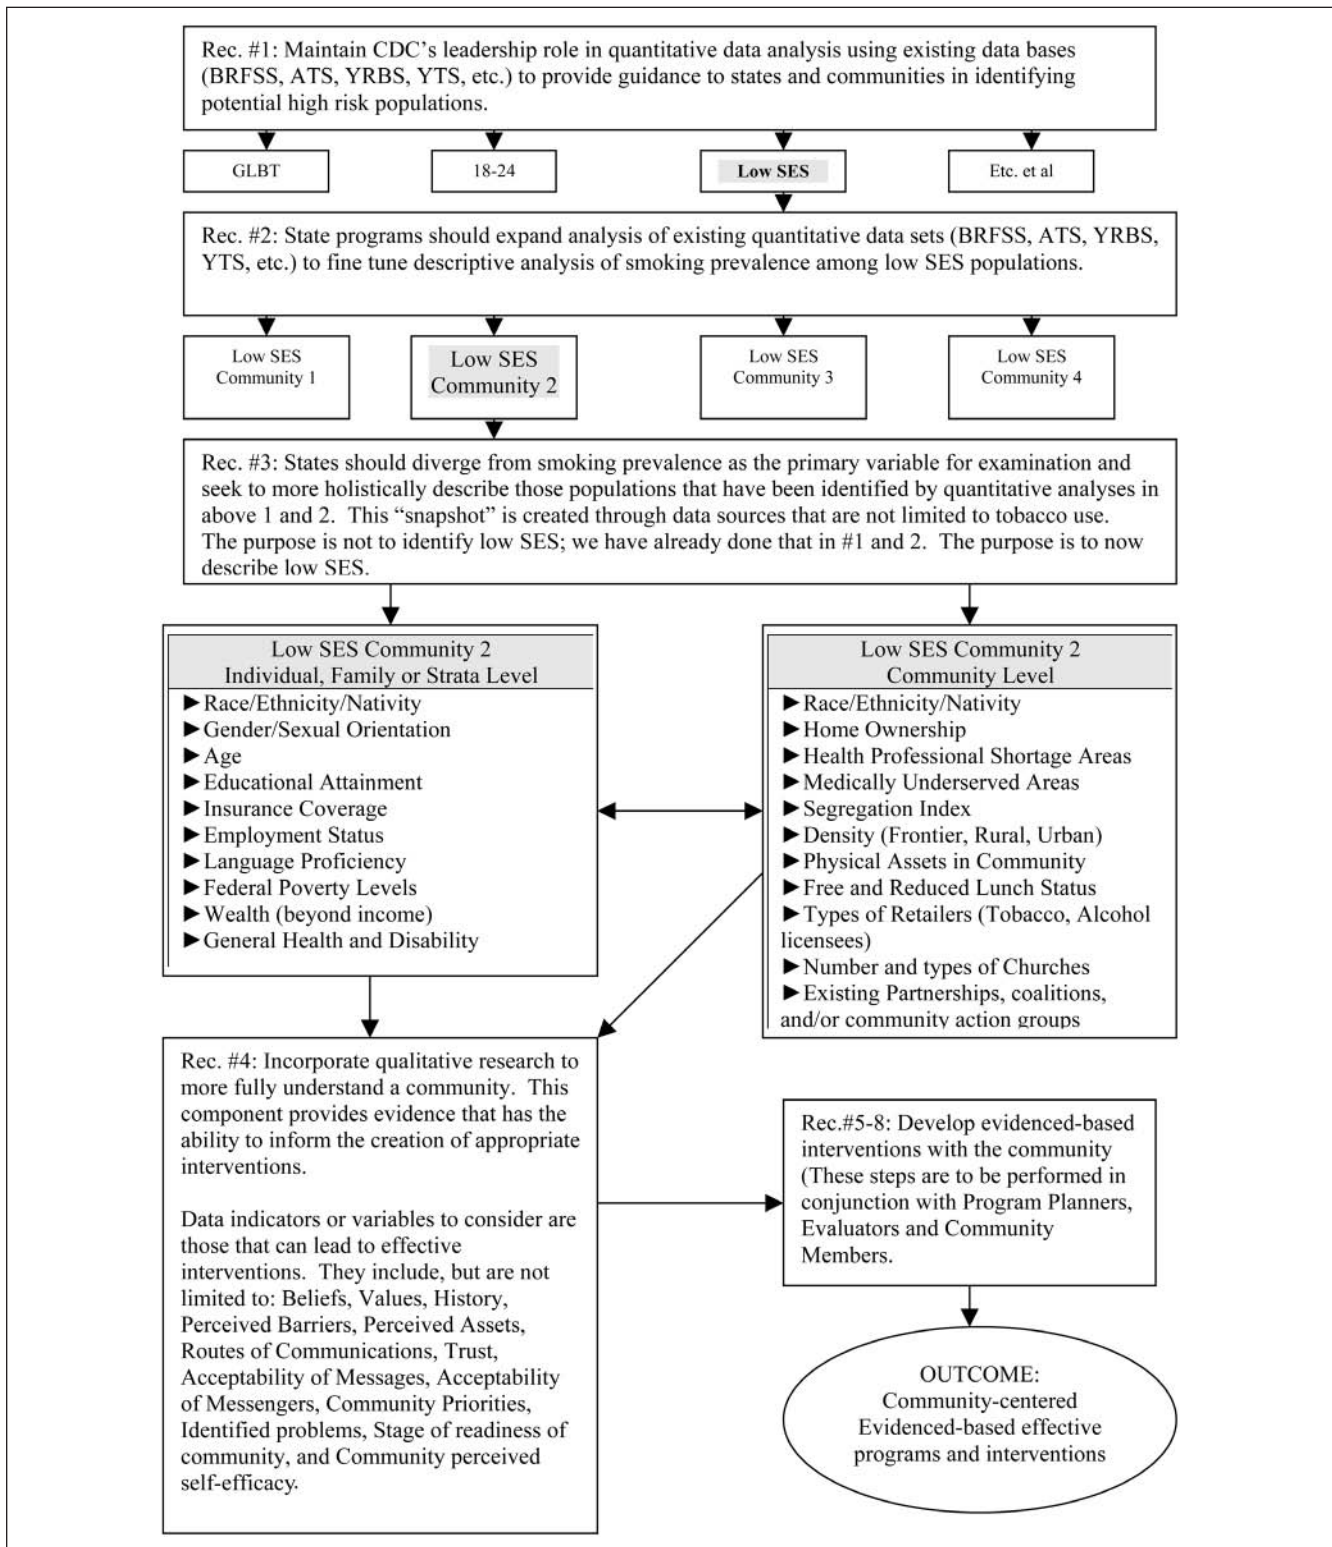 Rec. #1: Maintain CDC's leadership role in quantitative data analysis using existing data bases
(BRFSS, ATS, YRBS, YTS, etc.) to provide guidance to states and communities in identifying
potential high risk populations.
GLBT
18-24
Low SES
Etc. et al
Rec. #2: State programs should expand analysis of existing quantitative data sets (BRFSS, ATS, YRBS,
YTS, etc.) to fine tune descriptive analysis of smoking prevalence among low SES populations.
Low SES
Community 1
Low SES
Community 2
Low SES
Community 3
Low SES
Community 4
Rec. #3: States should diverge from smoking prevalence as the primary variable for examination and
seek to more holistically describe those populations that have been identified by quantitative analyses in
above 1 and 2.  This “snapshot” is created through data sources that are not limited to tobacco use.
The purpose is not to identify low SES; we have already done that in #1 and 2.  The purpose is to now
describe low SES.
Low SES Community 2
Individual, Family or Strata Level
►Race/Ethnicity/Nativity
►Gender/Sexual Orientation
►Age
►Educational Attainment
►Insurance Coverage
►Employment Status
►Language Proficiency
►Federal Poverty Levels
►Wealth (beyond income)
►General Health and Disability
Low SES Community 2
Community Level
►Race/Ethnicity/Nativity
►Home Ownership
►Health Professional Shortage Areas
►Medically Underserved Areas
►Segregation Index
►Density (Frontier, Rural, Urban)
►Physical Assets in Community
►Free and Reduced Lunch Status
►Types of Retailers (Tobacco, Alcohol
licensees)
►Number and types of Churches
►Existing Partnerships, coalitions,
and/or community action groups
Rec. #4: Incorporate qualitative research to
more fully understand a community.  This
component provides evidence that has the
ability to inform the creation of appropriate
interventions.
Data indicators or variables to consider are
those that can lead to effective
interventions.  They include, but are not
limited to: Beliefs, Values, History,
Perceived Barriers, Perceived Assets,
Routes of Communications, Trust,
Acceptability of Messages, Acceptability
of Messengers, Community Priorities,
Identified problems, Stage of readiness of
community, and Community perceived
self-efficacy.
Rec.#5-8: Develop evidenced-based
interventions with the community
(These steps are to be performed in
conjunction with Program Planners,
Evaluators and Community
Members.
OUTCOME:
Community-centered
Evidenced-based effective
programs and interventions